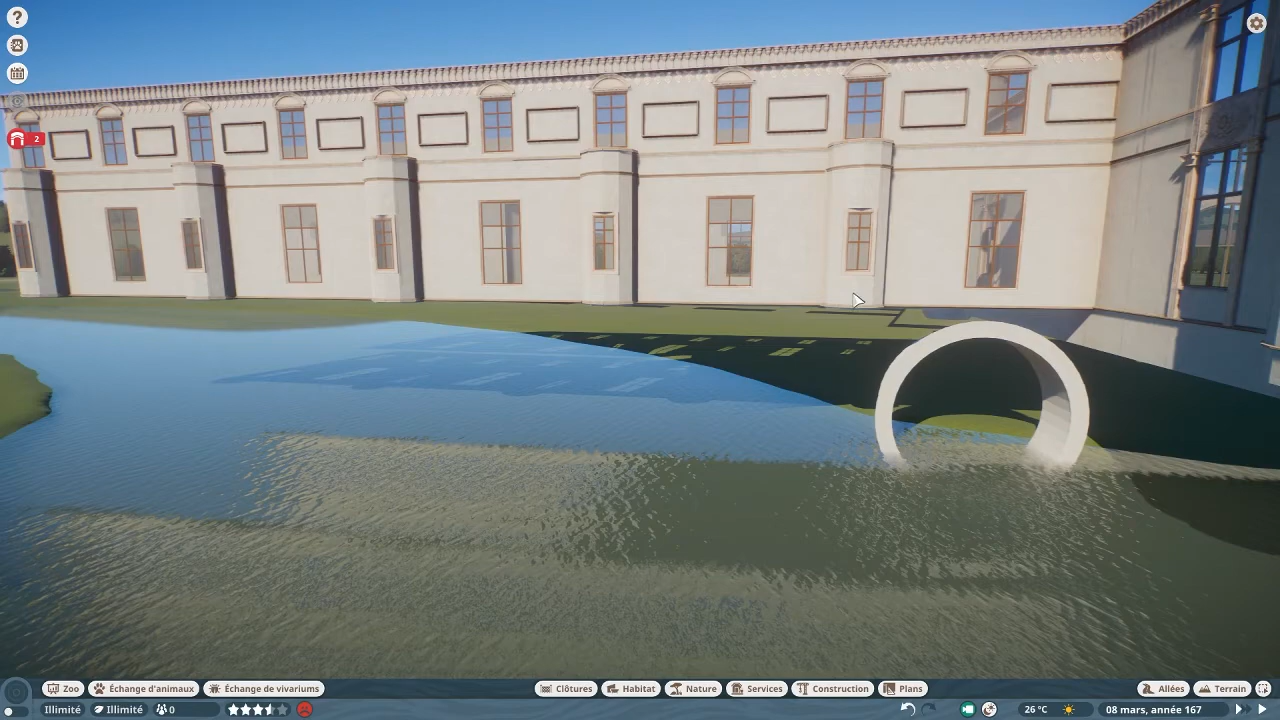 ?
2
Zoo Échange d'animaux Échange de vivariums Clôtures Habitat Nature Services Construction Plans Allées Terrain
Illimité Illimité 0 26 °C 08 mars, année 167